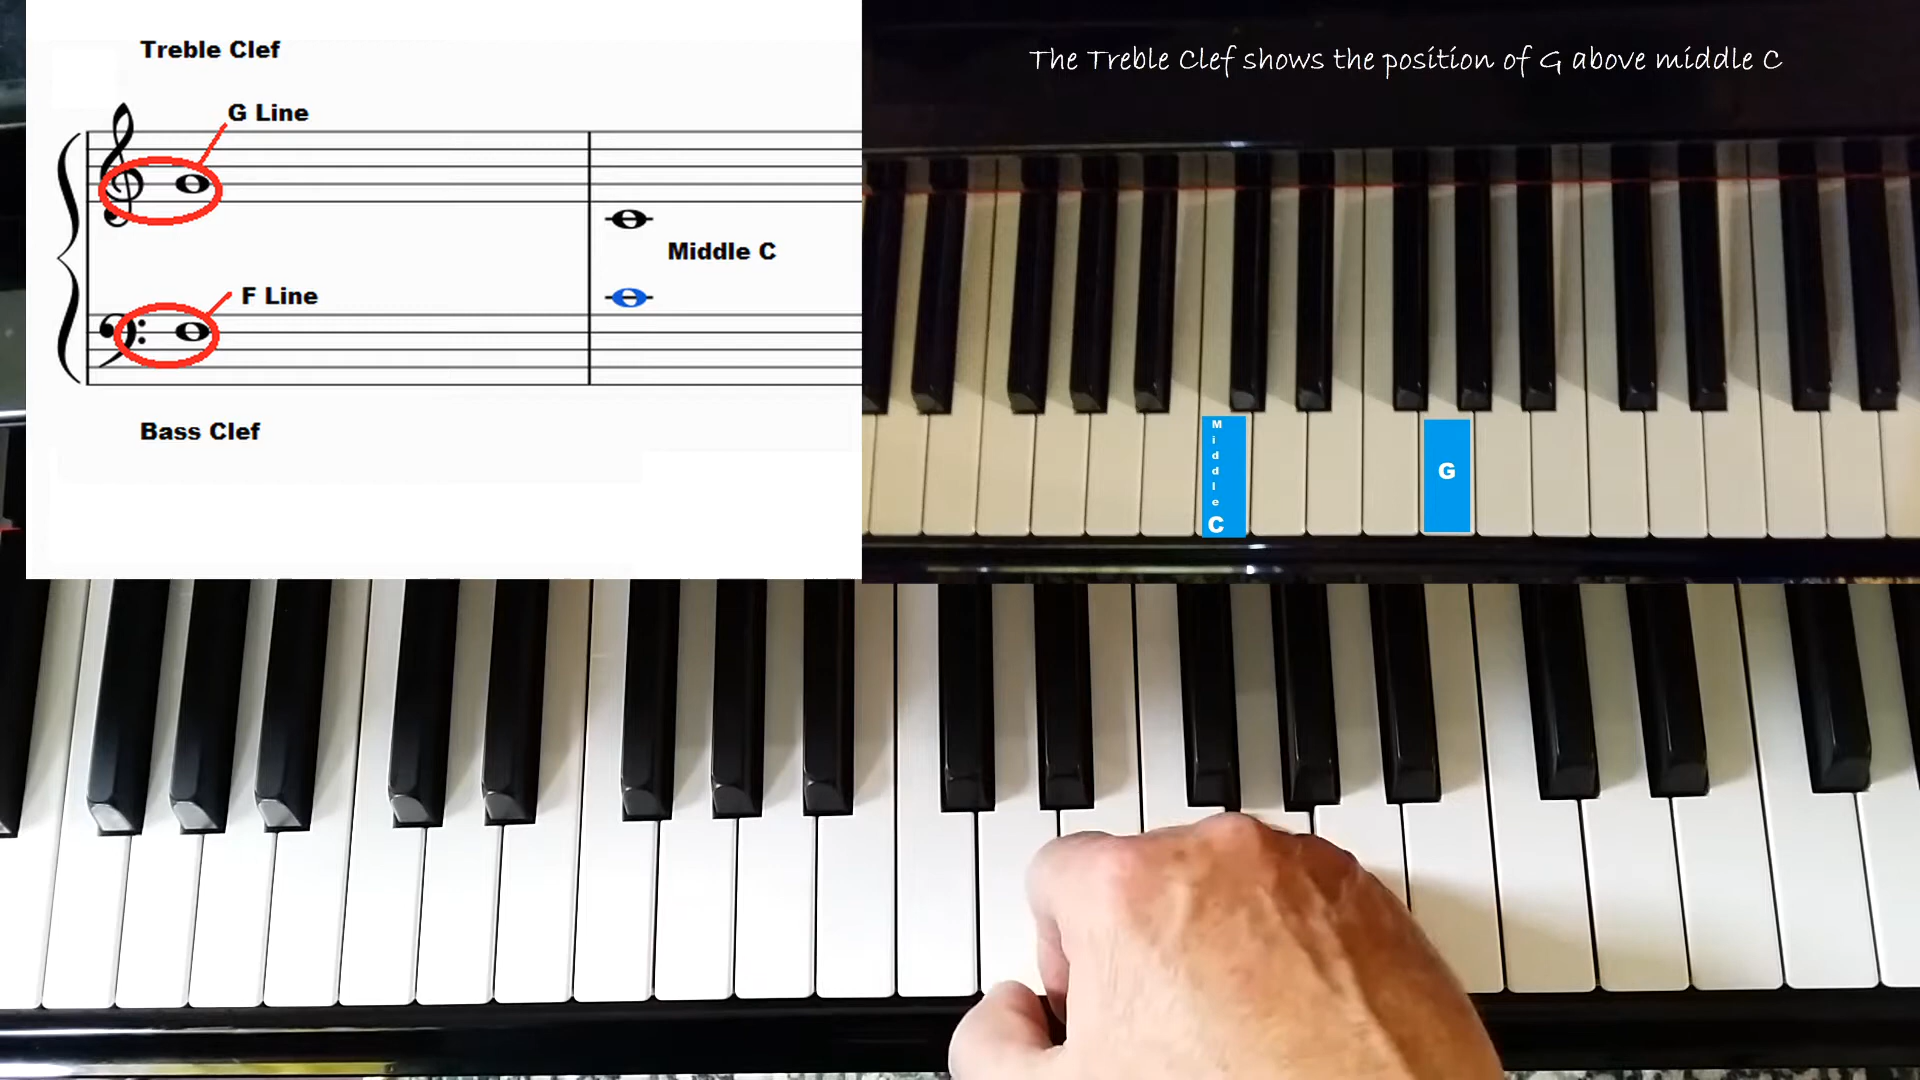 Treble Clef
G Line
Middle C
F Line
Bass Clef
The Treble Clef shows the position of G above middle C
Middle
C
G